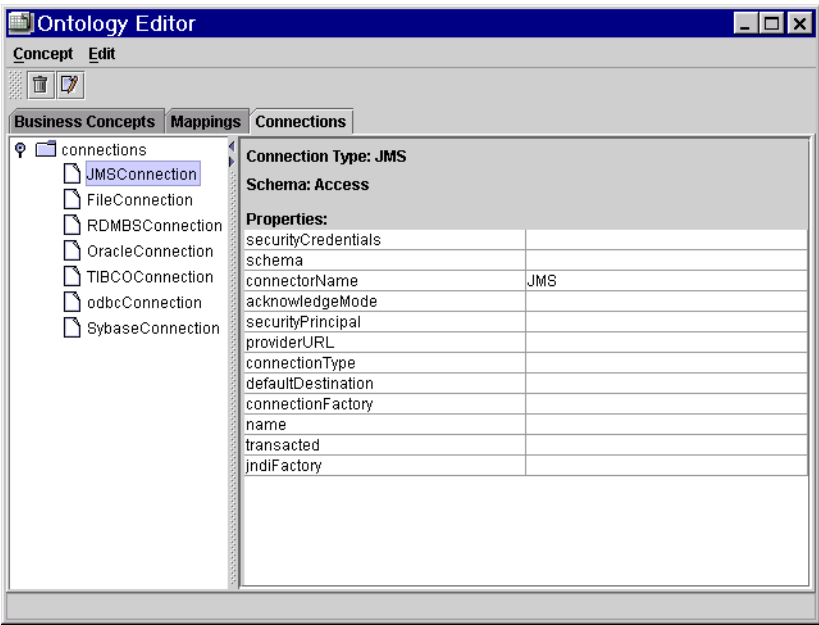 Ontology Editor
Concept Edit
Business Concepts Mappings Connections
connections
JMSConnection
FileConnection
RDMBSConnection
OracleConnection
TIBCOConnection
odbcConnection
SybaseConnection
Connection Type: JMS
Schema: Access
Properties:
securityCredentials
schema
connectorName JMS
acknowledgeMode
securityPrincipal
providerURL
connectionType
defaultDestination
connectionFactory
name
transacted
jndiFactory